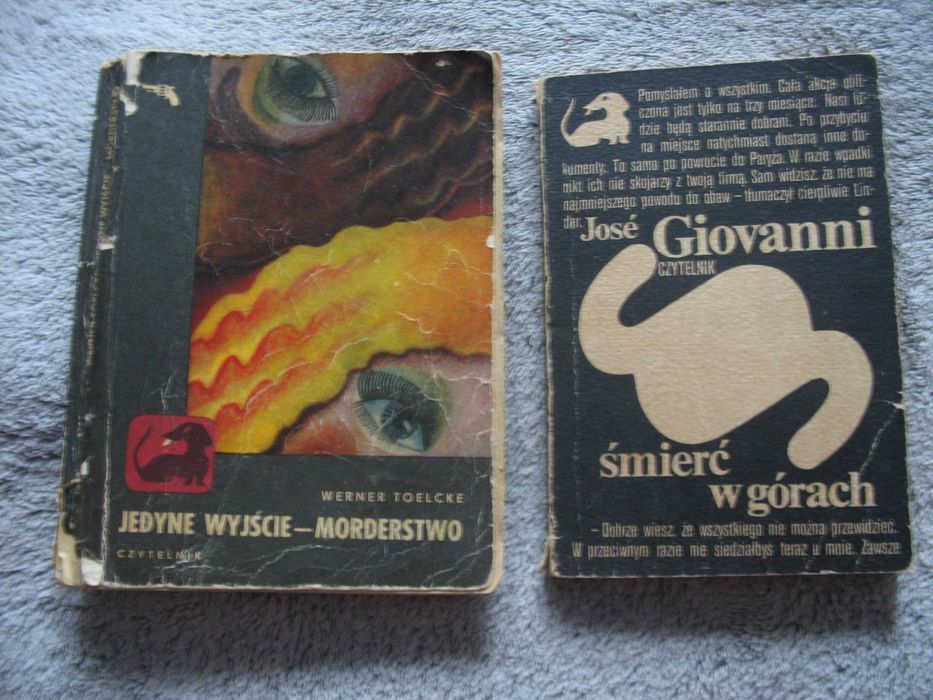 WERNER TOELCKE
JEDYNE WYJŚCIE – MORDERSTWO
CZYTELNIK
Pomyślałem o wszystkim. Cała akcja obli-
czona jest tylko na trzy miesiące. Nasi lu-
dzie będą starannie dobrani. Po przybyciu
na miejsce natychmiast dostaną inne do-
kumenty. To samo po powrocie do Paryża. W razie wpadki
nikt ich nie skojarzy z twoją firmą. Sam widzisz, że nie ma
najmniejszego powodu do obaw – tłumaczył cierpliwie Lin-
der.
José Giovanni
CZYTELNIK
śmierć
w górach
– Dobrze wiesz, że wszystkiego nie można przewidzieć.
W przeciwnym razie nie siedziałbyś teraz u mnie. Zawsze